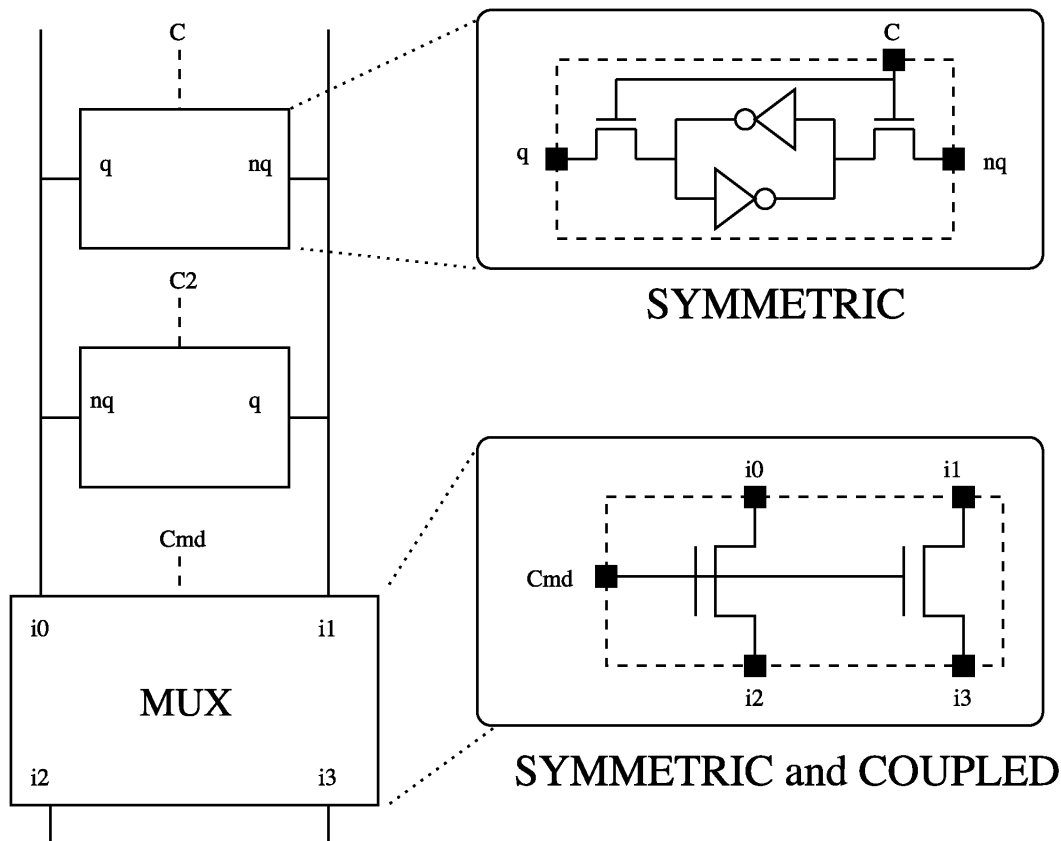 C
q nq
C2
nq q
Cmd
i0 i1
MUX
i2 i3
C
q nq
SYMMETRIC
i0 i1
Cmd
i2 i3
SYMMETRIC and COUPLED